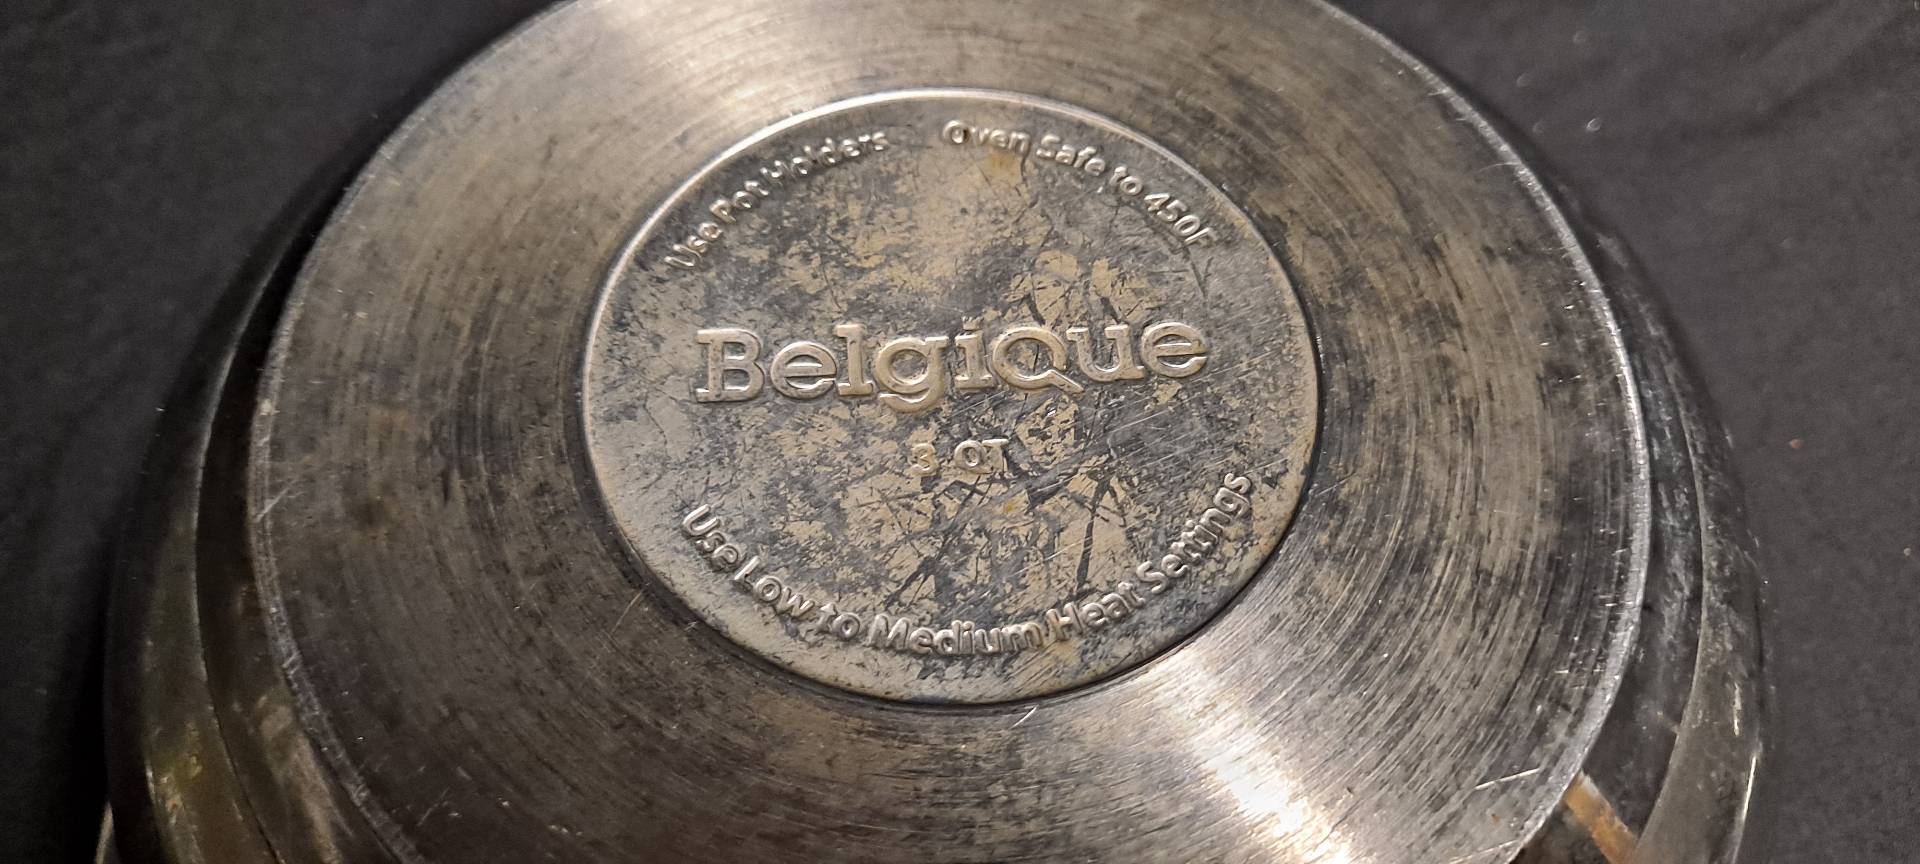 Use Pot Holders
Oven Safe to 450F
Belgique
3 QT
Use Low to Medium Heat Settings